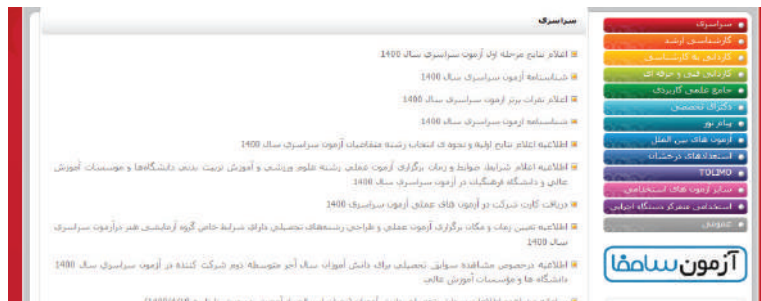 سراسری
اعلام نتایج مرحله اول آزمون سراسری سال 1400
شناسنامه آزمون سراسری سال 1400
اعلام نفرات برتر آزمون سراسری سال 1400
شناسنامه آزمون سراسری سال 1400
اطلاعیه اعلام نتایج اولیه و نحوه ی انتخاب رشته متقاضیان آزمون سراسری سال 1400
اطلاعیه اعلام شرایط، ضوابط و زمان برگزاری آزمون عملی رشته علوم ورزشی و آموزش تربیت بدنی دانشگاهها و موسسات آموزش
عالی و دانشگاه فرهنگیان در آزمون سراسری سال 1400
دریافت کارت شرکت در آزمون های عملی آزمون سراسری 1400
اطلاعیه تعیین زمان و مکان برگزاری آزمون عملی و طراحی رشته‌های تحصیلی دارای شرایط خاص گروه آزمایشی هنر درآزمون سراسری
سال 1400
اطلاعیه درخصوص مشاهده سوابق تحصیلی برای دانش آموزان سال آخر متوسطه دوم شرکت کننده در آزمون سراسری سال 1400
دانشگاه ها و مؤسسات آموزش عالی
سراسری
کارشناسی ارشد
کاردانی به کارشناسی
کاردانی فنی و حرفه ای
جامع علمی کاربردی
دکترای تخصصی
پیام نور
آزمون های بین الملل
استعدادهای درخشان
TOLIMO
سایر آزمون های استخدامی
استخدامی متمرکز دستگاه اجرایی
عمومی
آزمون سامفا